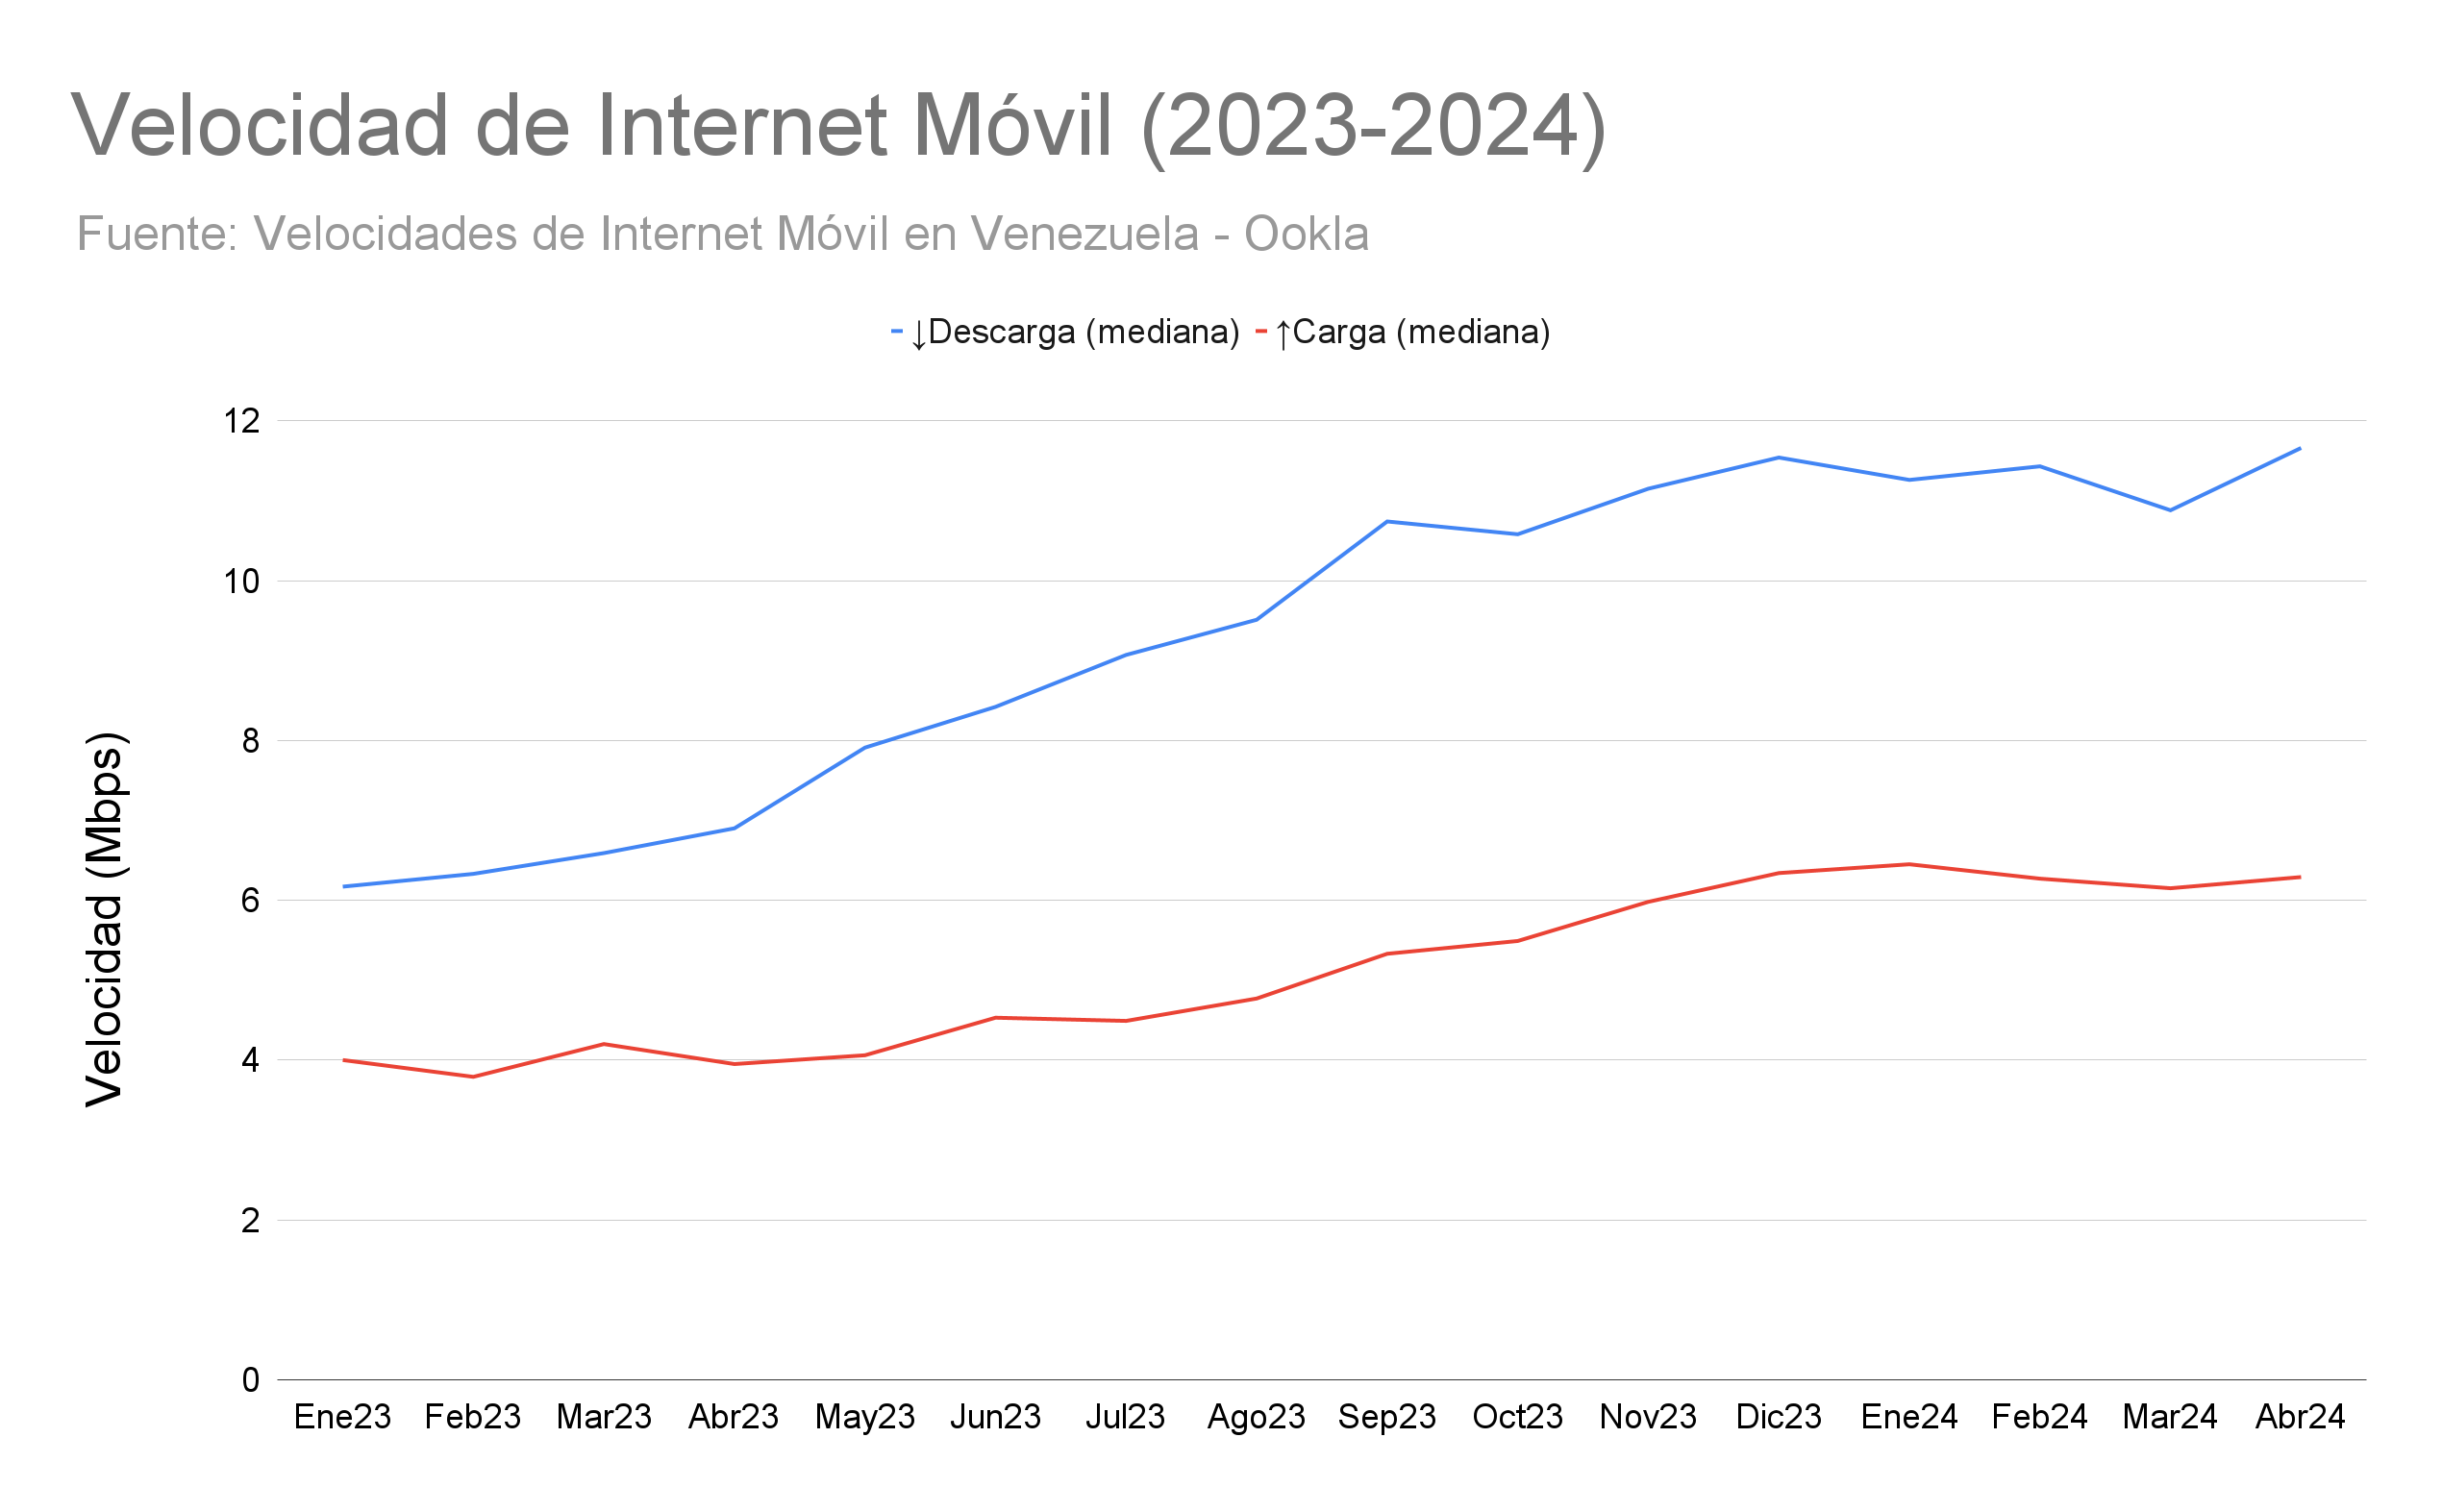 Velocidad de Internet Móvil (2023-2024)
Fuente: Velocidades de Internet Móvil en Venezuela - Ookla
↓Descarga (mediana) ↑Carga (mediana)
Velocidad (Mbps)
12
10
8
6
4
2
0
Ene23 Feb23 Mar23 Abr23 May23 Jun23 Jul23 Ago23 Sep23 Oct23 Nov23 Dic23 Ene24 Feb24 Mar24 Abr24